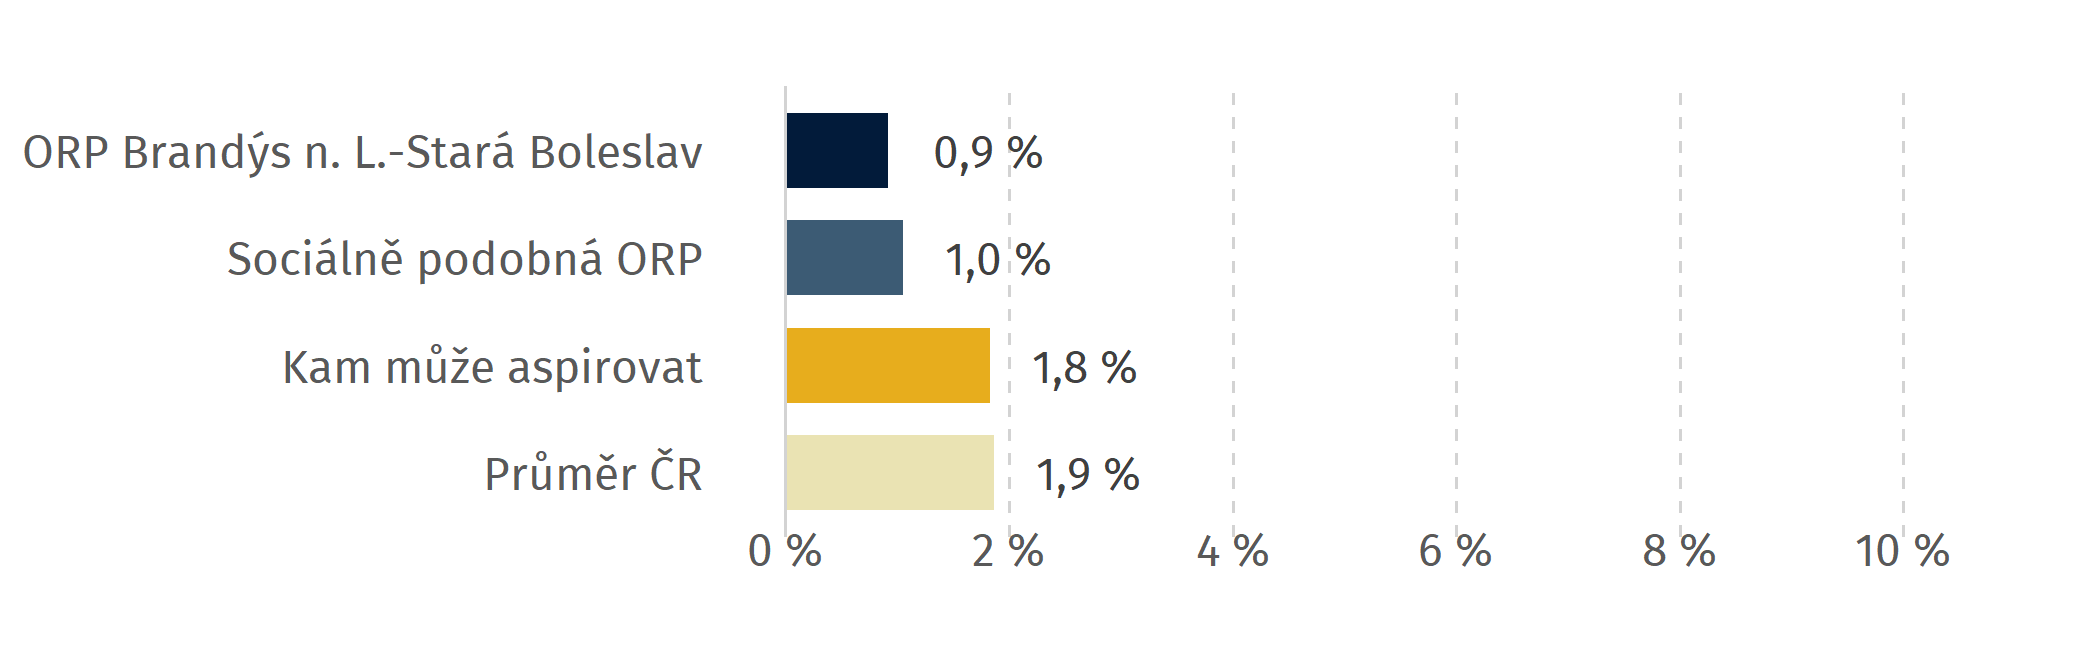 ORP Brandýs n. L.-Stará Boleslav 0,9 %
Sociálně podobná ORP 1,0 %
Kam může aspirovat 1,8 %
Průměr ČR 1,9 %
0 % 2 % 4 % 6 % 8 % 10 %